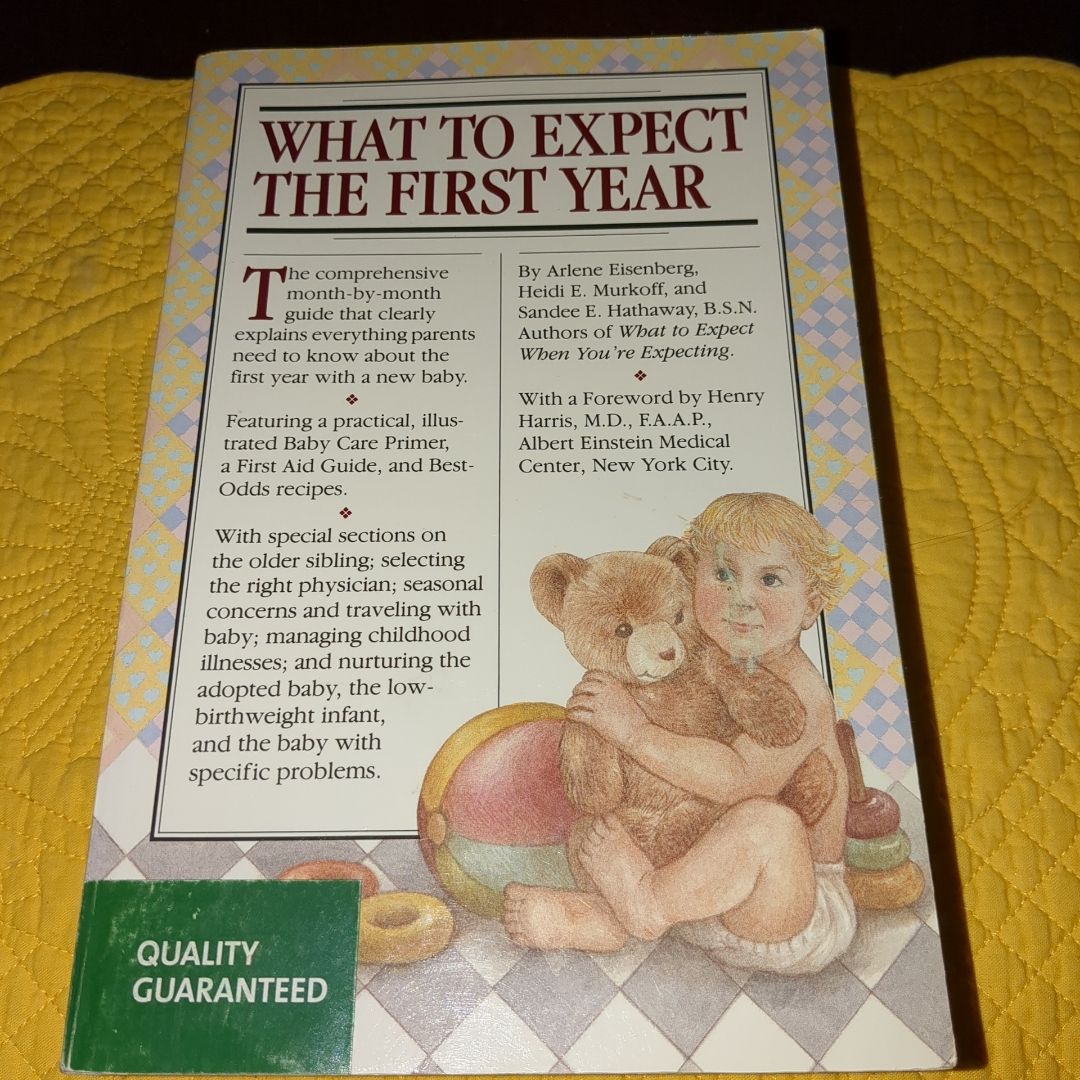 WHAT TO EXPECT
THE FIRST YEAR
The comprehensive
month-by-month
guide that clearly
explains everything parents
need to know about the
first year with a new baby.
Featuring a practical, illus-
trated Baby Care Primer,
a First Aid Guide, and Best-
Odds recipes.
With special sections on
the older sibling; selecting
the right physician; seasonal
concerns and traveling with
baby; managing childhood
illnesses; and nurturing the
adopted baby, the low-
birthweight infant,
and the baby with
specific problems.
By Arlene Eisenberg,
Heidi E. Murkoff, and
Sandee E. Hathaway, B.S.N.
Authors of What to Expect
When You're Expecting.
With a Foreword by Henry
Harris, M.D., F.A.A.P.,
Albert Einstein Medical
Center, New York City.
QUALITY
GUARANTEED